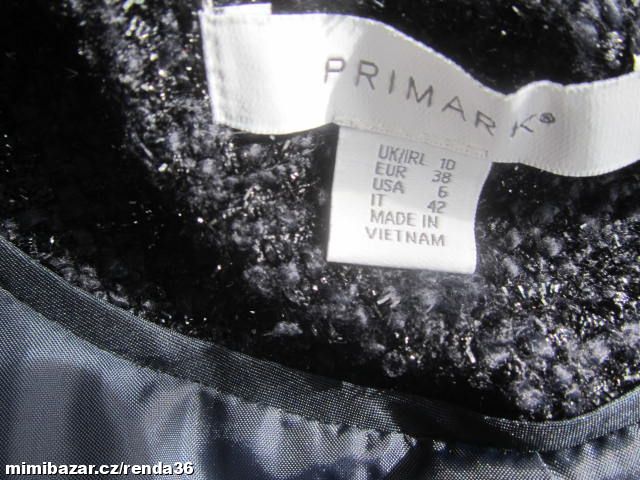 PRIMARK®
UK/IRL 10
EUR 38
USA 6
IT 42
MADE IN
VIETNAM
mimibazar.cz/renda36